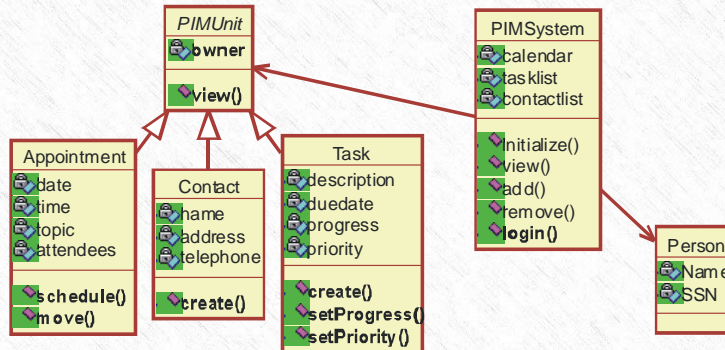 PIMUnit
owner
view()
PIMSystem
calendar
tasklist
contactlist
Initialize()
view()
add()
remove()
login()
Appointment
date
time
topic
attendees
schedule()
move()
Contact
name
address
telephone
create()
Task
description
duedate
progress
priority
create()
setProgress()
setPriority()
Person
Name
SSN